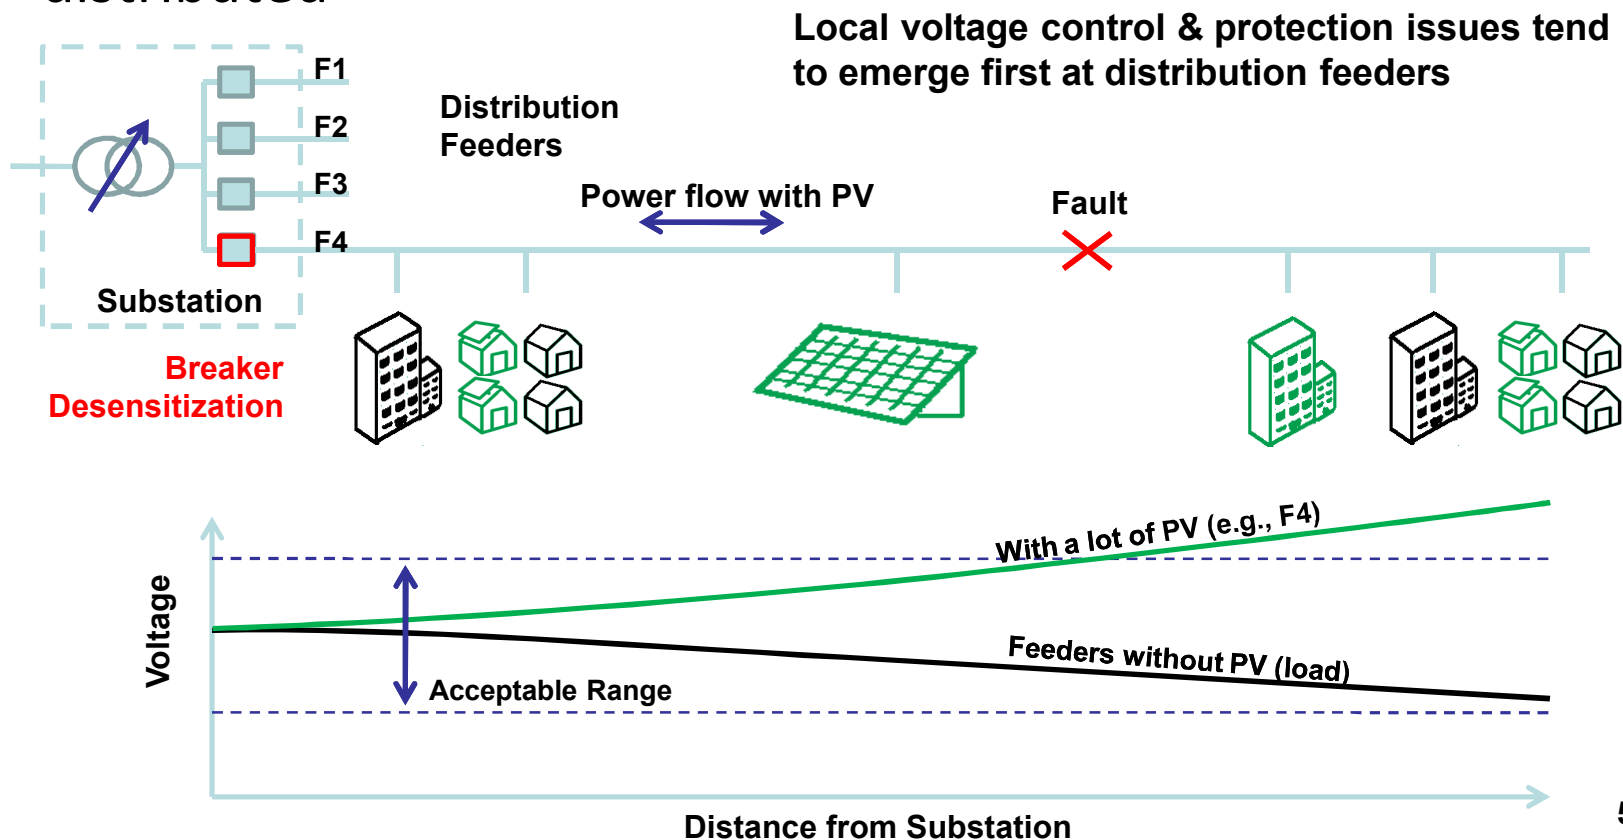 Local voltage control & protection issues tend
to emerge first at distribution feeders
F1
F2
F3
F4
Distribution
Feeders
Power flow with PV
Fault
Substation
Breaker
Desensitization
With a lot of PV (e.g., F4)
Feeders without PV (load)
Acceptable Range
Voltage
Distance from Substation